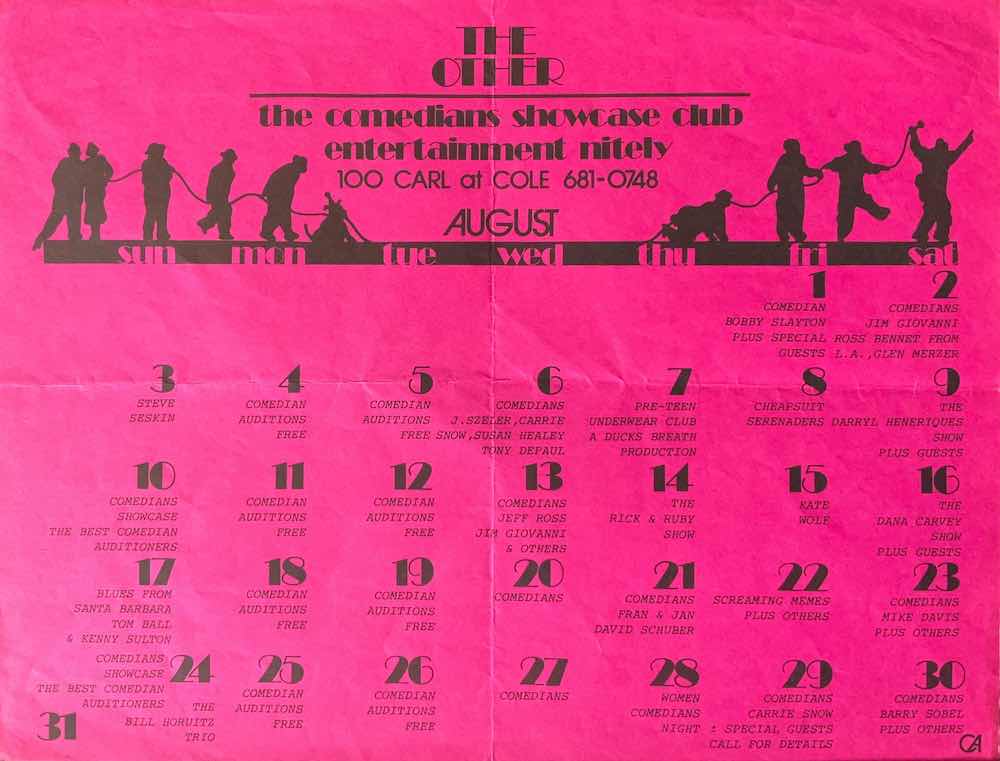 THE
OTHER
the comedians showcase club
entertainment nitely
100 CARL at COLE 681-0748
AUGUST
sun mon tue wed thu fri sat
1
COMEDIAN
BOBBY SLAYTON
PLUS SPECIAL
GUESTS
2
COMEDIANS
JIM GIOVANNI
ROSS BENNET FROM
L.A.,GLEN MERZER
3
STEVE
SESKIN
4
COMEDIAN
AUDITIONS
FREE
5
COMEDIAN
AUDITIONS
FREE
6
COMEDIANS
J.SZELER,CARRIE
SNOW,SUSAN HEALEY
TONY DEPAUL
7
PRE-TEEN
UNDERWEAR CLUB
A DUCKS BREATH
PRODUCTION
8
CHEAPSUIT
SERENADERS
9
THE
DARRYL HENERIQUES
SHOW
PLUS GUESTS
10
COMEDIANS
SHOWCASE
THE BEST COMEDIAN
AUDITIONERS
11
COMEDIAN
AUDITIONS
FREE
12
COMEDIAN
AUDITIONS
FREE
13
COMEDIANS
JEFF ROSS
JIM GIOVANNI
& OTHERS
14
THE
RICK & RUBY
SHOW
15
KATE
WOLF
16
THE
DANA CARVEY
SHOW
PLUS GUESTS
17
BLUES FROM
SANTA BARBARA
TOM BALL
& KENNY SULTON
18
COMEDIAN
AUDITIONS
FREE
19
COMEDIAN
AUDITIONS
FREE
20
COMEDIANS
21
COMEDIANS
FRAN & JAN
DAVID SCHUBER
22
SCREAMING MEMES
PLUS OTHERS
23
COMEDIANS
MIKE DAVIS
PLUS OTHERS
24
COMEDIANS
SHOWCASE
THE BEST COMEDIAN
AUDITIONERS
25
COMEDIAN
AUDITIONS
FREE
26
COMEDIAN
AUDITIONS
FREE
27
COMEDIANS
28
WOMEN
COMEDIANS
NIGHT
29
COMEDIANS
CARRIE SNOW
± SPECIAL GUESTS
CALL FOR DETAILS
30
COMEDIANS
BARRY SOBEL
PLUS OTHERS
31
THE
BILL HORUITZ
TRIO
CA